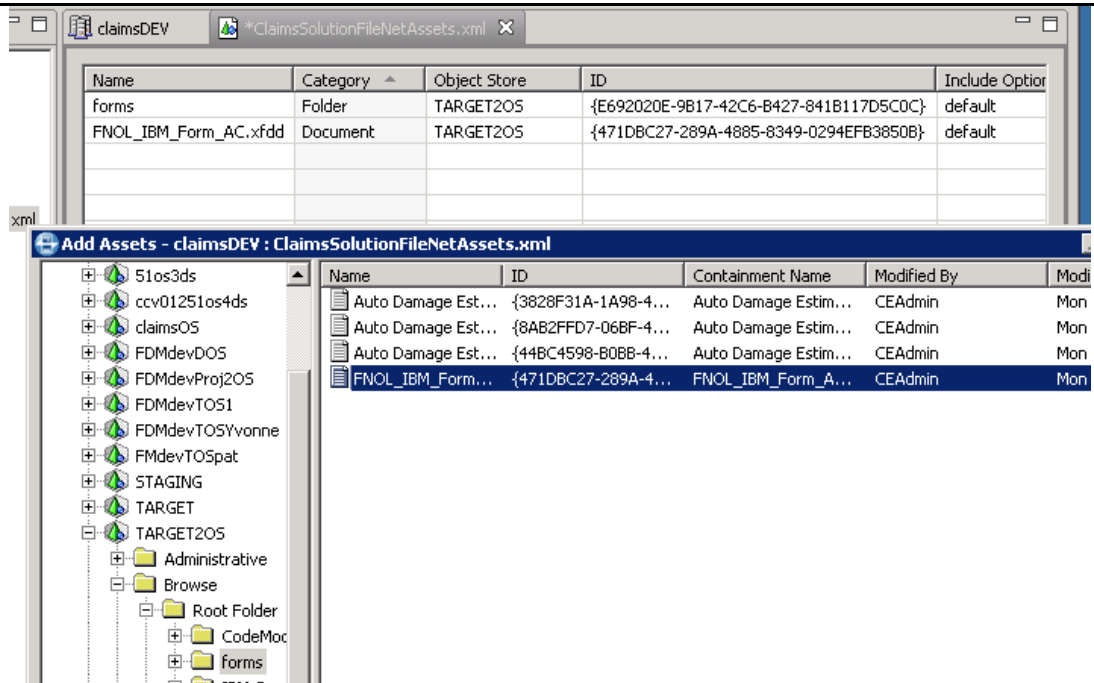 claimsDEV *ClaimsSolutionFileNetAssets.xml
Name Category Object Store ID Include Option
forms Folder TARGET2OS {E692020E-9B17-42C6-B427-841B117D5C0C} default
FNOL_IBM_Form_AC.xfdd Document TARGET2OS {471DBC27-289A-4885-8349-0294EFB3850B} default
xml
Add Assets - claimsDEV : ClaimsSolutionFileNetAssets.xml
51os3ds Name ID Containment Name Modified By Modi
ccv01251os4ds Auto Damage Est... {3828F31A-1A98-4... Auto Damage Estim... CEAdmin Mon
claimsOS Auto Damage Est... {8AB2FFD7-06BF-4... Auto Damage Estim... CEAdmin Mon
FDMdevDOS Auto Damage Est... {44BC4598-B0BB-4... Auto Damage Estim... CEAdmin Mon
FDMdevProj2OS FNOL_IBM_Form... {471DBC27-289A-4... FNOL_IBM_Form_A... CEAdmin Mon
FDMdevTOS1
FDMdevTOSYvonne
FMdevTOSpat
STAGING
TARGET
TARGET2OS
Administrative
Browse
Root Folder
CodeMod
forms